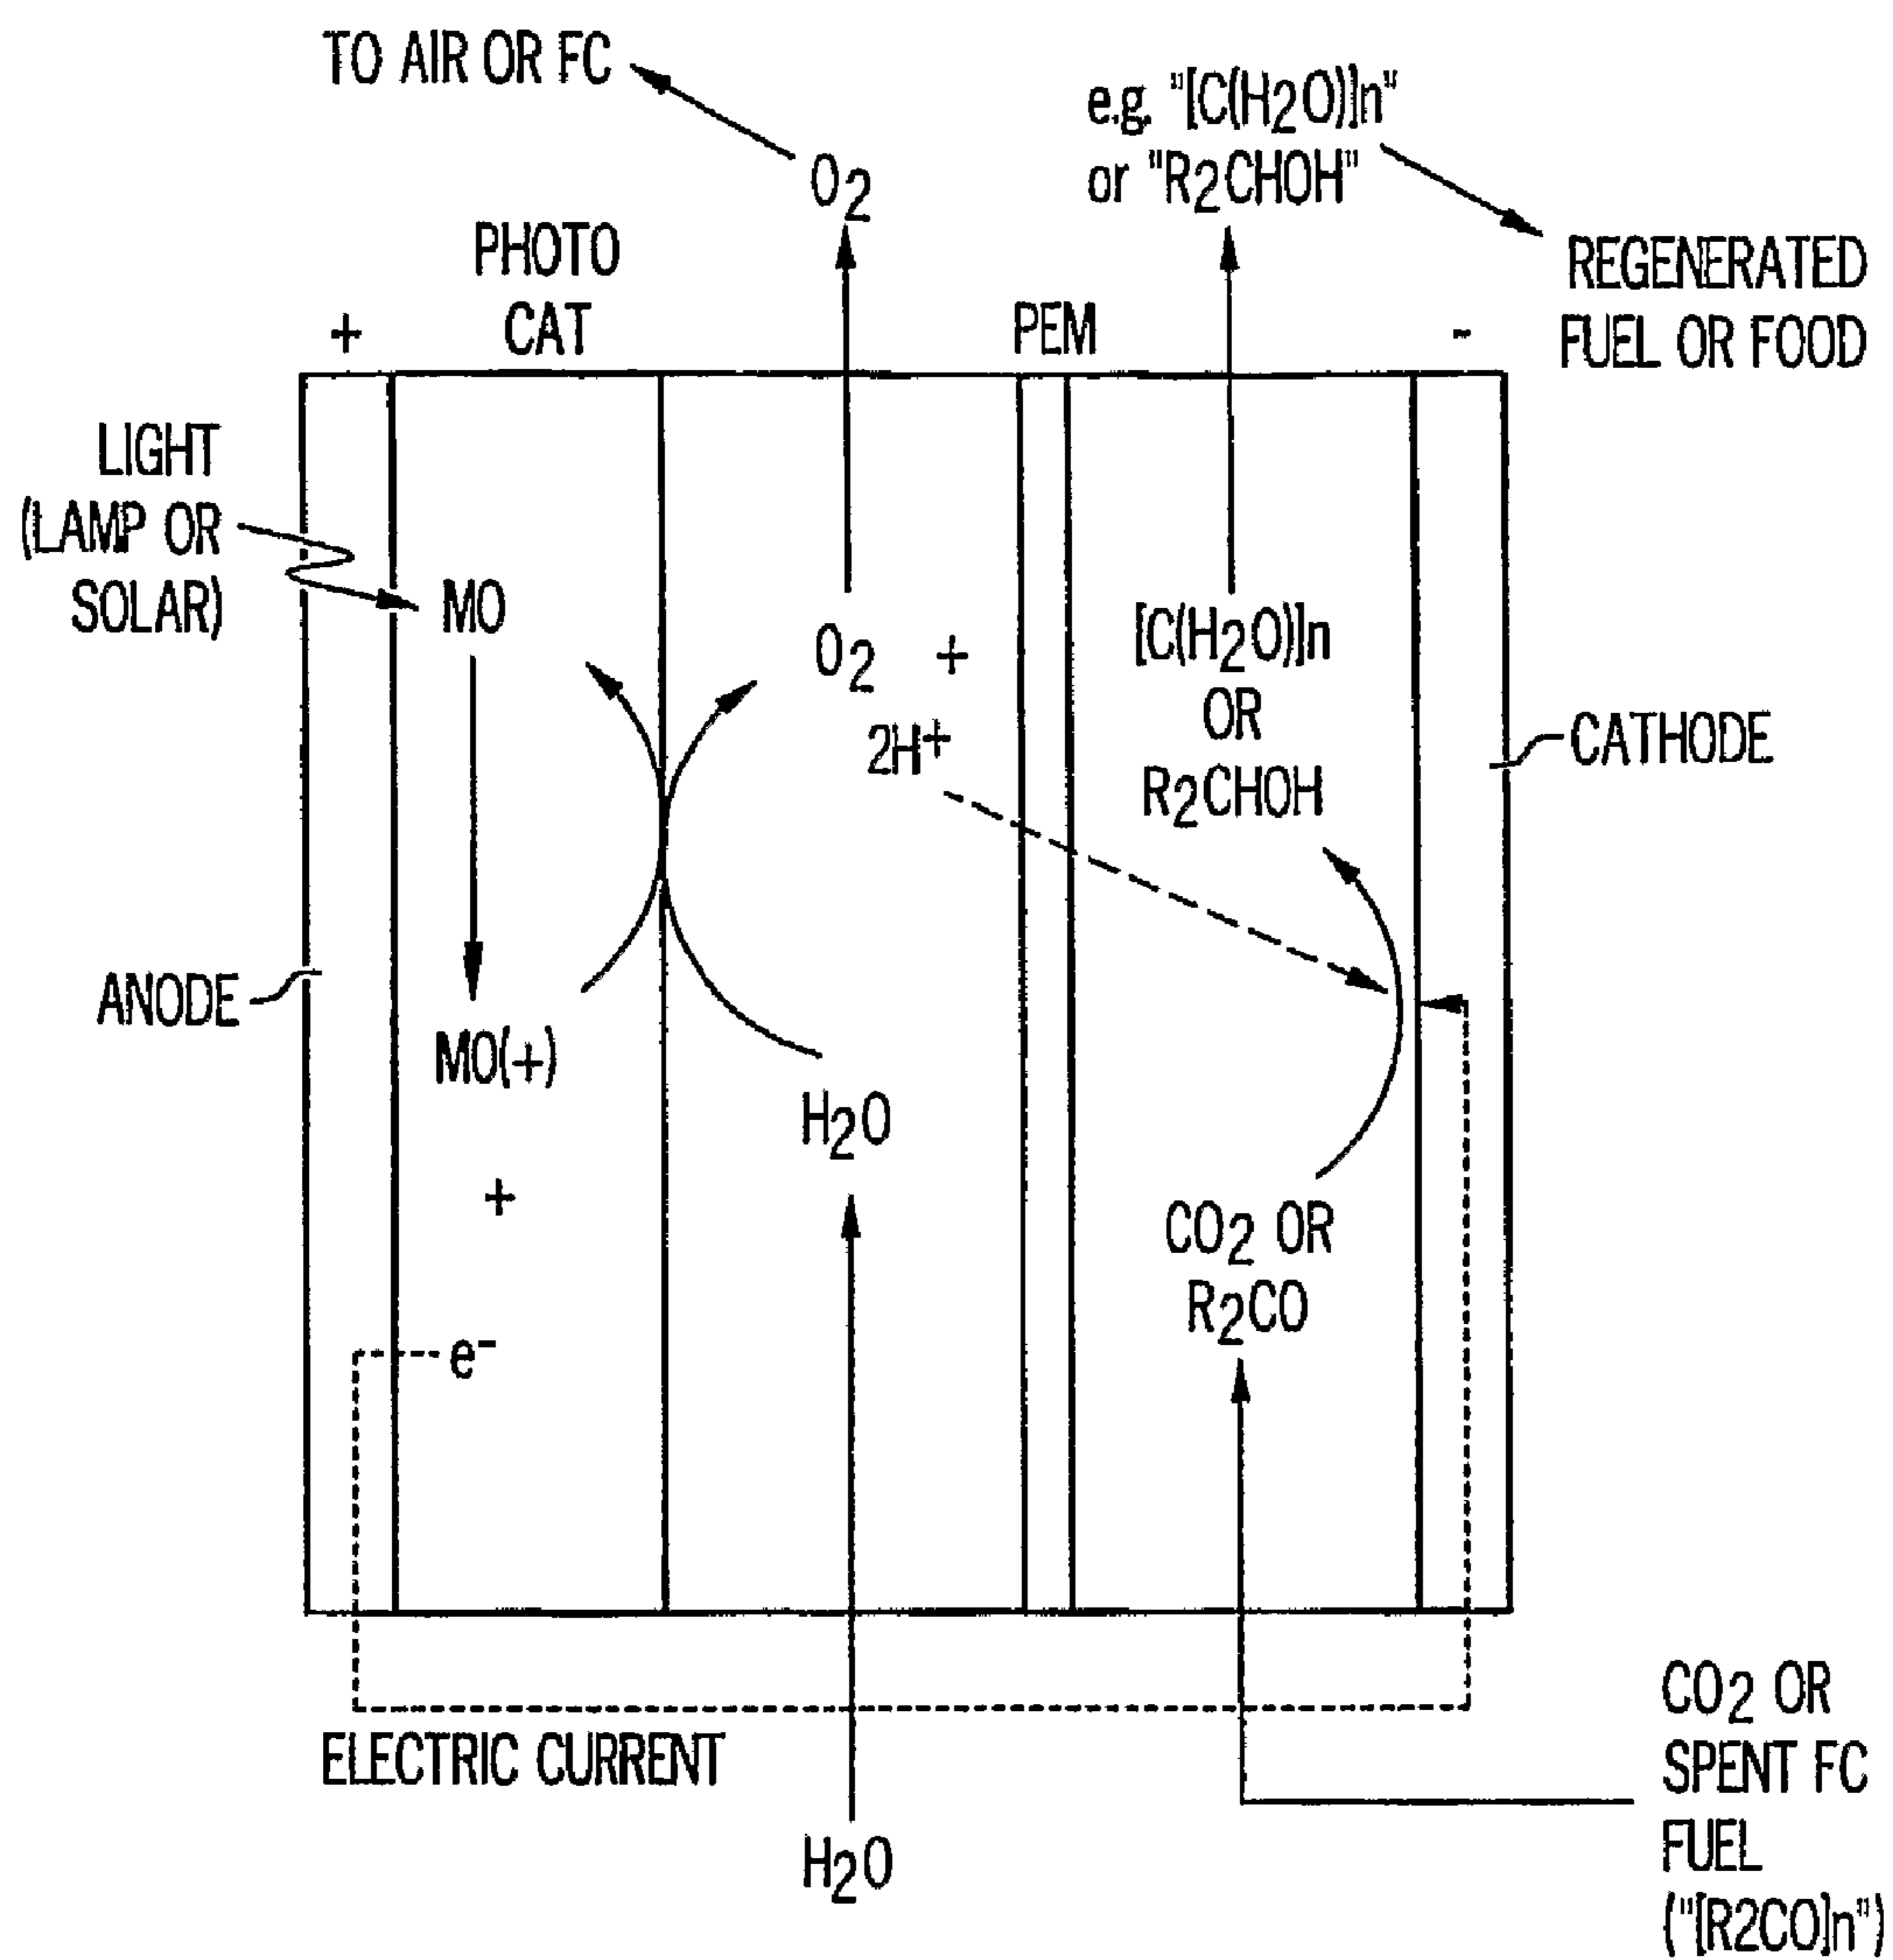 TO AIR OR FC
e.g. "[C(H2O)]n"
or "R2CHOH"
O2
REGENERATED
FUEL OR FOOD
PHOTO
CAT
+
PEM
-
LIGHT
(LAMP OR
SOLAR)
MO
O2 +
2H+
[C(H2O)]n
OR
R2CHOH
CATHODE
ANODE
MO(+)
+
e-
H2O
CO2 OR
R2CO
ELECTRIC CURRENT
H2O
CO2 OR
SPENT FC
FUEL
("[R2CO]n")